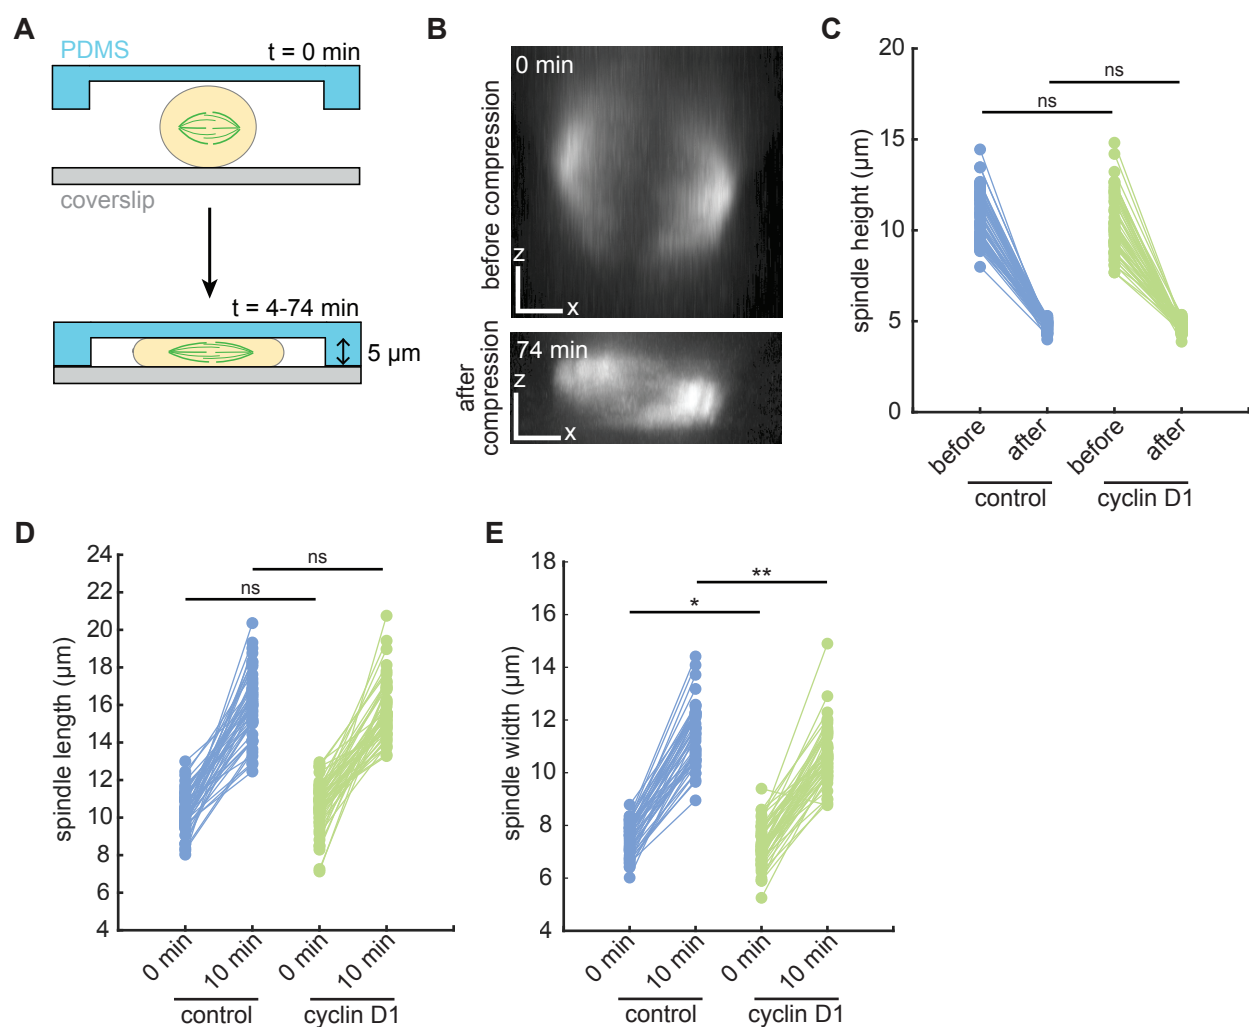 A
PDMS
t = 0 min
coverslip
t = 4-74 min
5 µm
B
before compression
0 min
z
x
after
compression
74 min
z
x
C
spindle height (µm)
20
15
10
5
0
ns
ns
before
after
before
after
control
cyclin D1
D
spindle length (µm)
24
22
20
18
16
14
12
10
8
6
4
ns
ns
0 min
10 min
0 min
10 min
control
cyclin D1
E
spindle width (µm)
18
16
14
12
10
8
6
4
**
*
0 min
10 min
0 min
10 min
control
cyclin D1